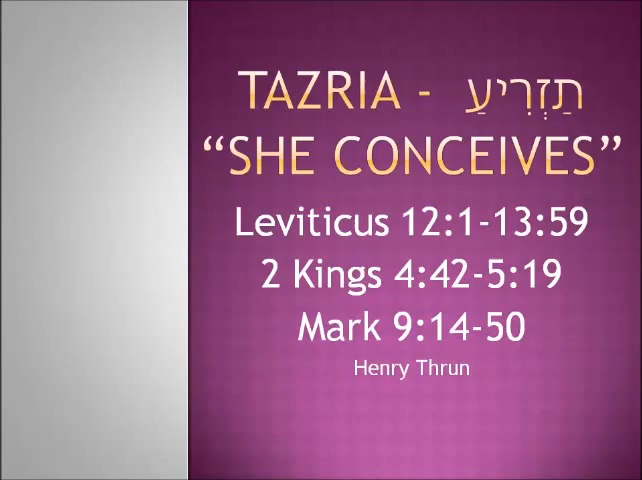 TAZRIA - תַזְרִיעַ
“SHE CONCEIVES”
Leviticus 12:1-13:59
2 Kings 4:42-5:19
Mark 9:14-50
Henry Thrun